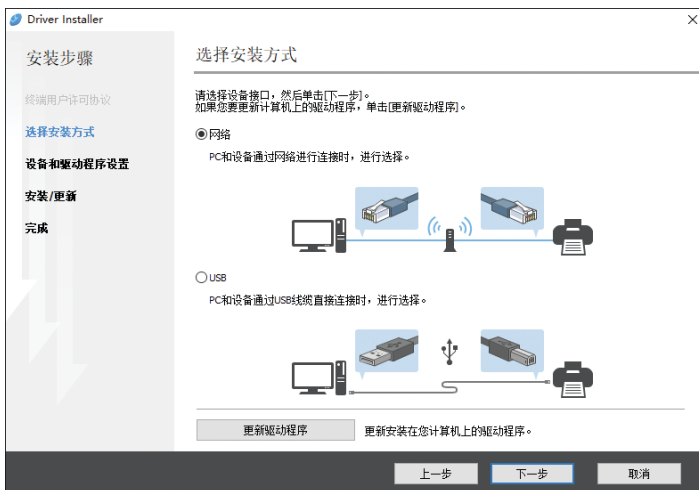 Driver Installer
安装步骤
终端用户许可协议
选择安装方式
设备和驱动程序设置
安装/更新
完成
选择安装方式
请选择设备接口，然后单击[下一步]。
如果您要更新计算机上的驱动程序，单击[更新驱动程序]。
网络
PC和设备通过网络进行连接时，进行选择。
USB
PC和设备通过USB线缆直接连接时，进行选择。
更新驱动程序
更新安装在您计算机上的驱动程序。
上一步
下一步
取消